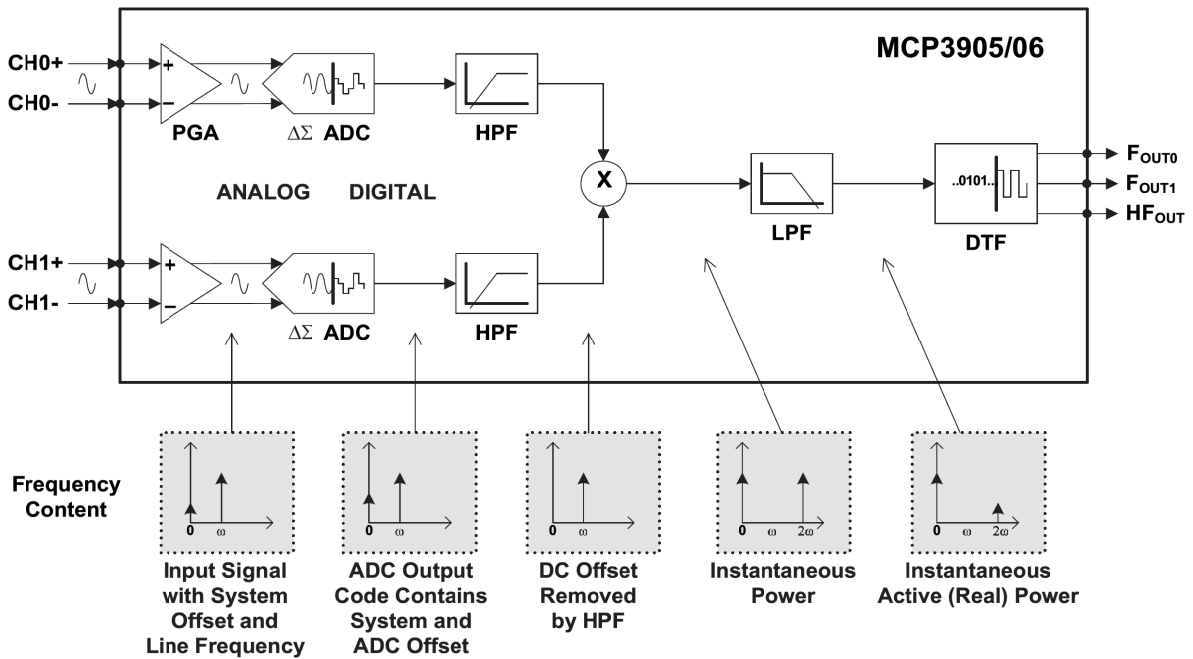 MCP3905/06
CH0+
CH0-
+
–
PGA
ΔΣ ADC
HPF
ANALOG DIGITAL
X
LPF
..0101..
DTF
FOUT0
FOUT1
HFOUT
CH1+
CH1-
+
–
ΔΣ ADC
HPF
Frequency
Content
0 ω
0 ω
0 ω
0 ω 2ω
0 ω 2ω
Input Signal
with System
Offset and
Line Frequency
ADC Output
Code Contains
System and
ADC Offset
DC Offset
Removed
by HPF
Instantaneous
Power
Instantaneous
Active (Real) Power